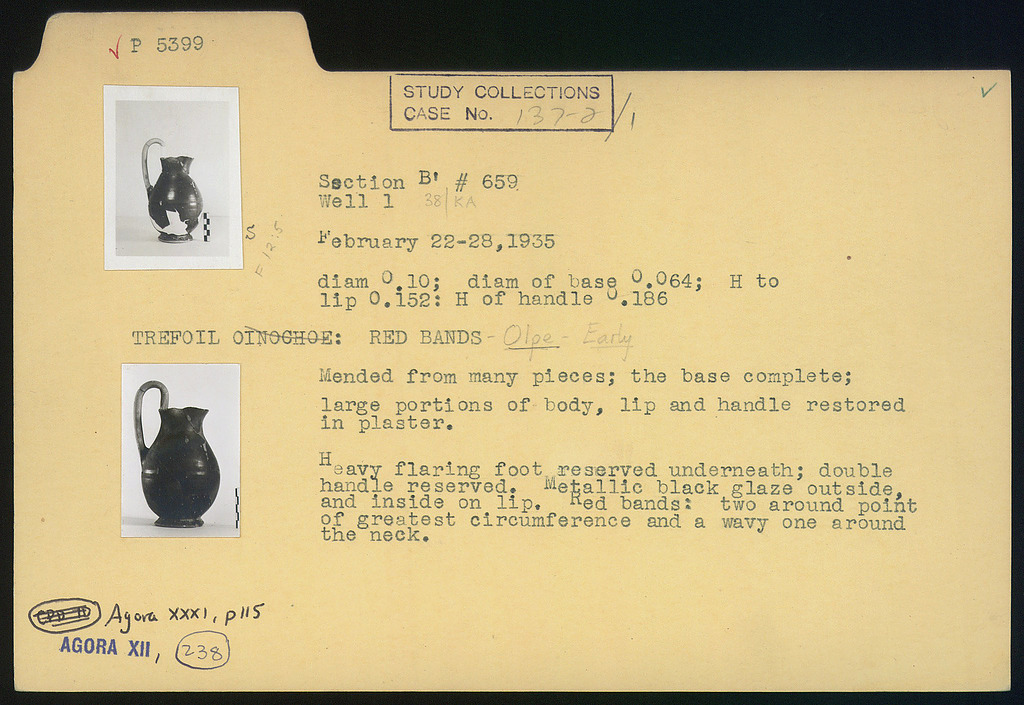 ✓ P 5399
STUDY COLLECTIONS
CASE No. 137-2/1
Section B' # 659
Well 1 38/KA
February 22-28,1935
diam 0.10; diam of base 0.064; H to
lip 0.152: H of handle 0.186
TREFOIL OINOCHOE: RED BANDS - Olpe - Early
Mended from many pieces; the base complete;
large portions of body, lip and handle restored
in plaster.
Heavy flaring foot reserved underneath; double
handle reserved. Metallic black glaze outside,
and inside on lip. Red bands: two around point
of greatest circumference and a wavy one around
the neck.
Agora XXXI, p115
AGORA XII, 238